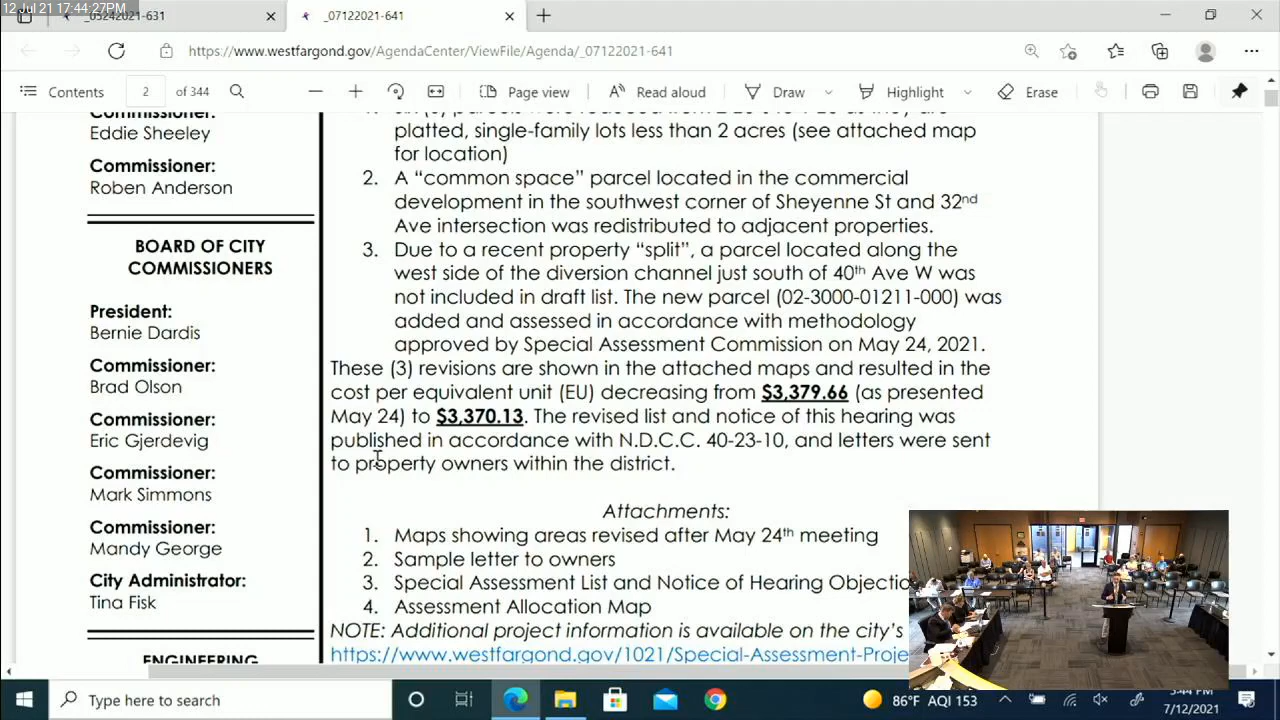 12 Jul 21 17:44:27PM
_05242021-631
_07122021-641
https://www.westfargond.gov/AgendaCenter/ViewFile/Agenda/_07122021-641
Contents
2
of 344
Page view
Read aloud
Draw
Highlight
Erase
Commissioner:
Eddie Sheeley
Commissioner:
Roben Anderson
BOARD OF CITY
COMMISSIONERS
President:
Bernie Dardis
Commissioner:
Brad Olson
Commissioner:
Eric Gjerdevig
Commissioner:
Mark Simmons
Commissioner:
Mandy George
City Administrator:
Tina Fisk
ENGINEERING
platted, single-family lots less than 2 acres (see attached map
for location)
2. A “common space” parcel located in the commercial
development in the southwest corner of Sheyenne St and 32nd
Ave intersection was redistributed to adjacent properties.
3. Due to a recent property “split”, a parcel located along the
west side of the diversion channel just south of 40th Ave W was
not included in draft list. The new parcel (02-3000-01211-000) was
added and assessed in accordance with methodology
approved by Special Assessment Commission on May 24, 2021.
These (3) revisions are shown in the attached maps and resulted in the
cost per equivalent unit (EU) decreasing from $3,379.66 (as presented
May 24) to $3,370.13. The revised list and notice of this hearing was
published in accordance with N.D.C.C. 40-23-10, and letters were sent
to property owners within the district.
Attachments:
1. Maps showing areas revised after May 24th meeting
2. Sample letter to owners
3. Special Assessment List and Notice of Hearing Objectio
4. Assessment Allocation Map
NOTE: Additional project information is available on the city’s
https://www.westfargond.gov/1021/Special-Assessment-Proje
Type here to search
86°F AQI 153
7/12/2021